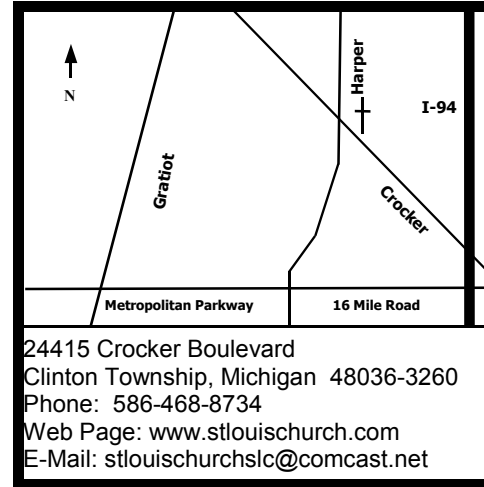 N
Gratiot
Harper
I-94
Crocker
Metropolitan Parkway
16 Mile Road
24415 Crocker Boulevard
Clinton Township, Michigan  48036-3260
Phone:  586-468-8734
Web Page: www.stlouischurch.com
E-Mail: stlouischurchslc@comcast.net